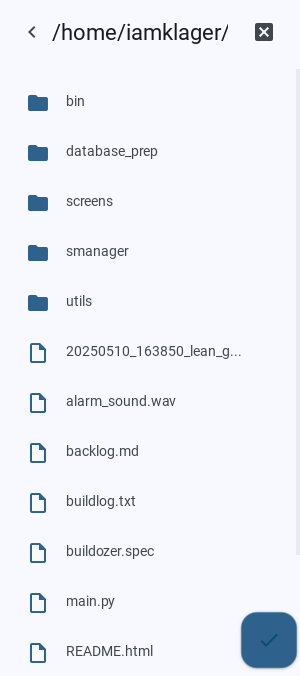 /home/iamklager/
bin
database_prep
screens
smanager
utils
20250510_163850_lean_g...
alarm_sound.wav
backlog.md
buildlog.txt
buildozer.spec
main.py
README.html